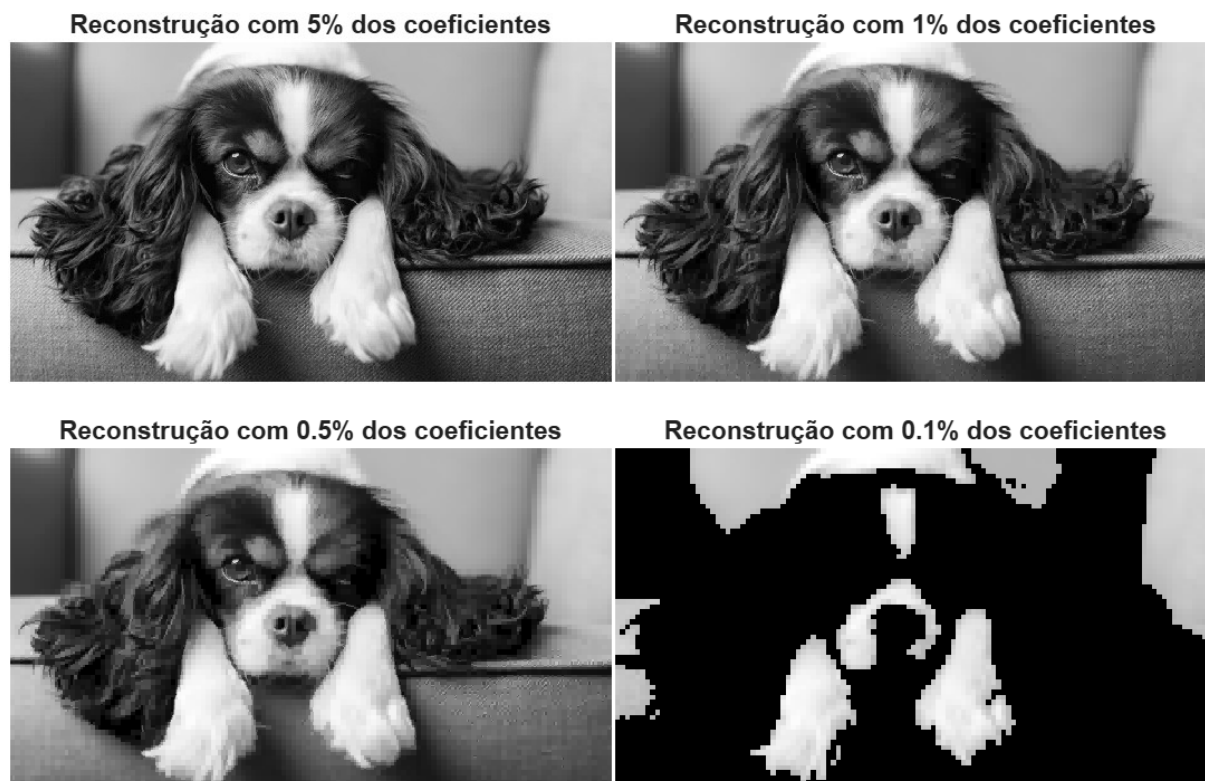 Reconstrução com 5% dos coeficientes
Reconstrução com 1% dos coeficientes
Reconstrução com 0.5% dos coeficientes
Reconstrução com 0.1% dos coeficientes